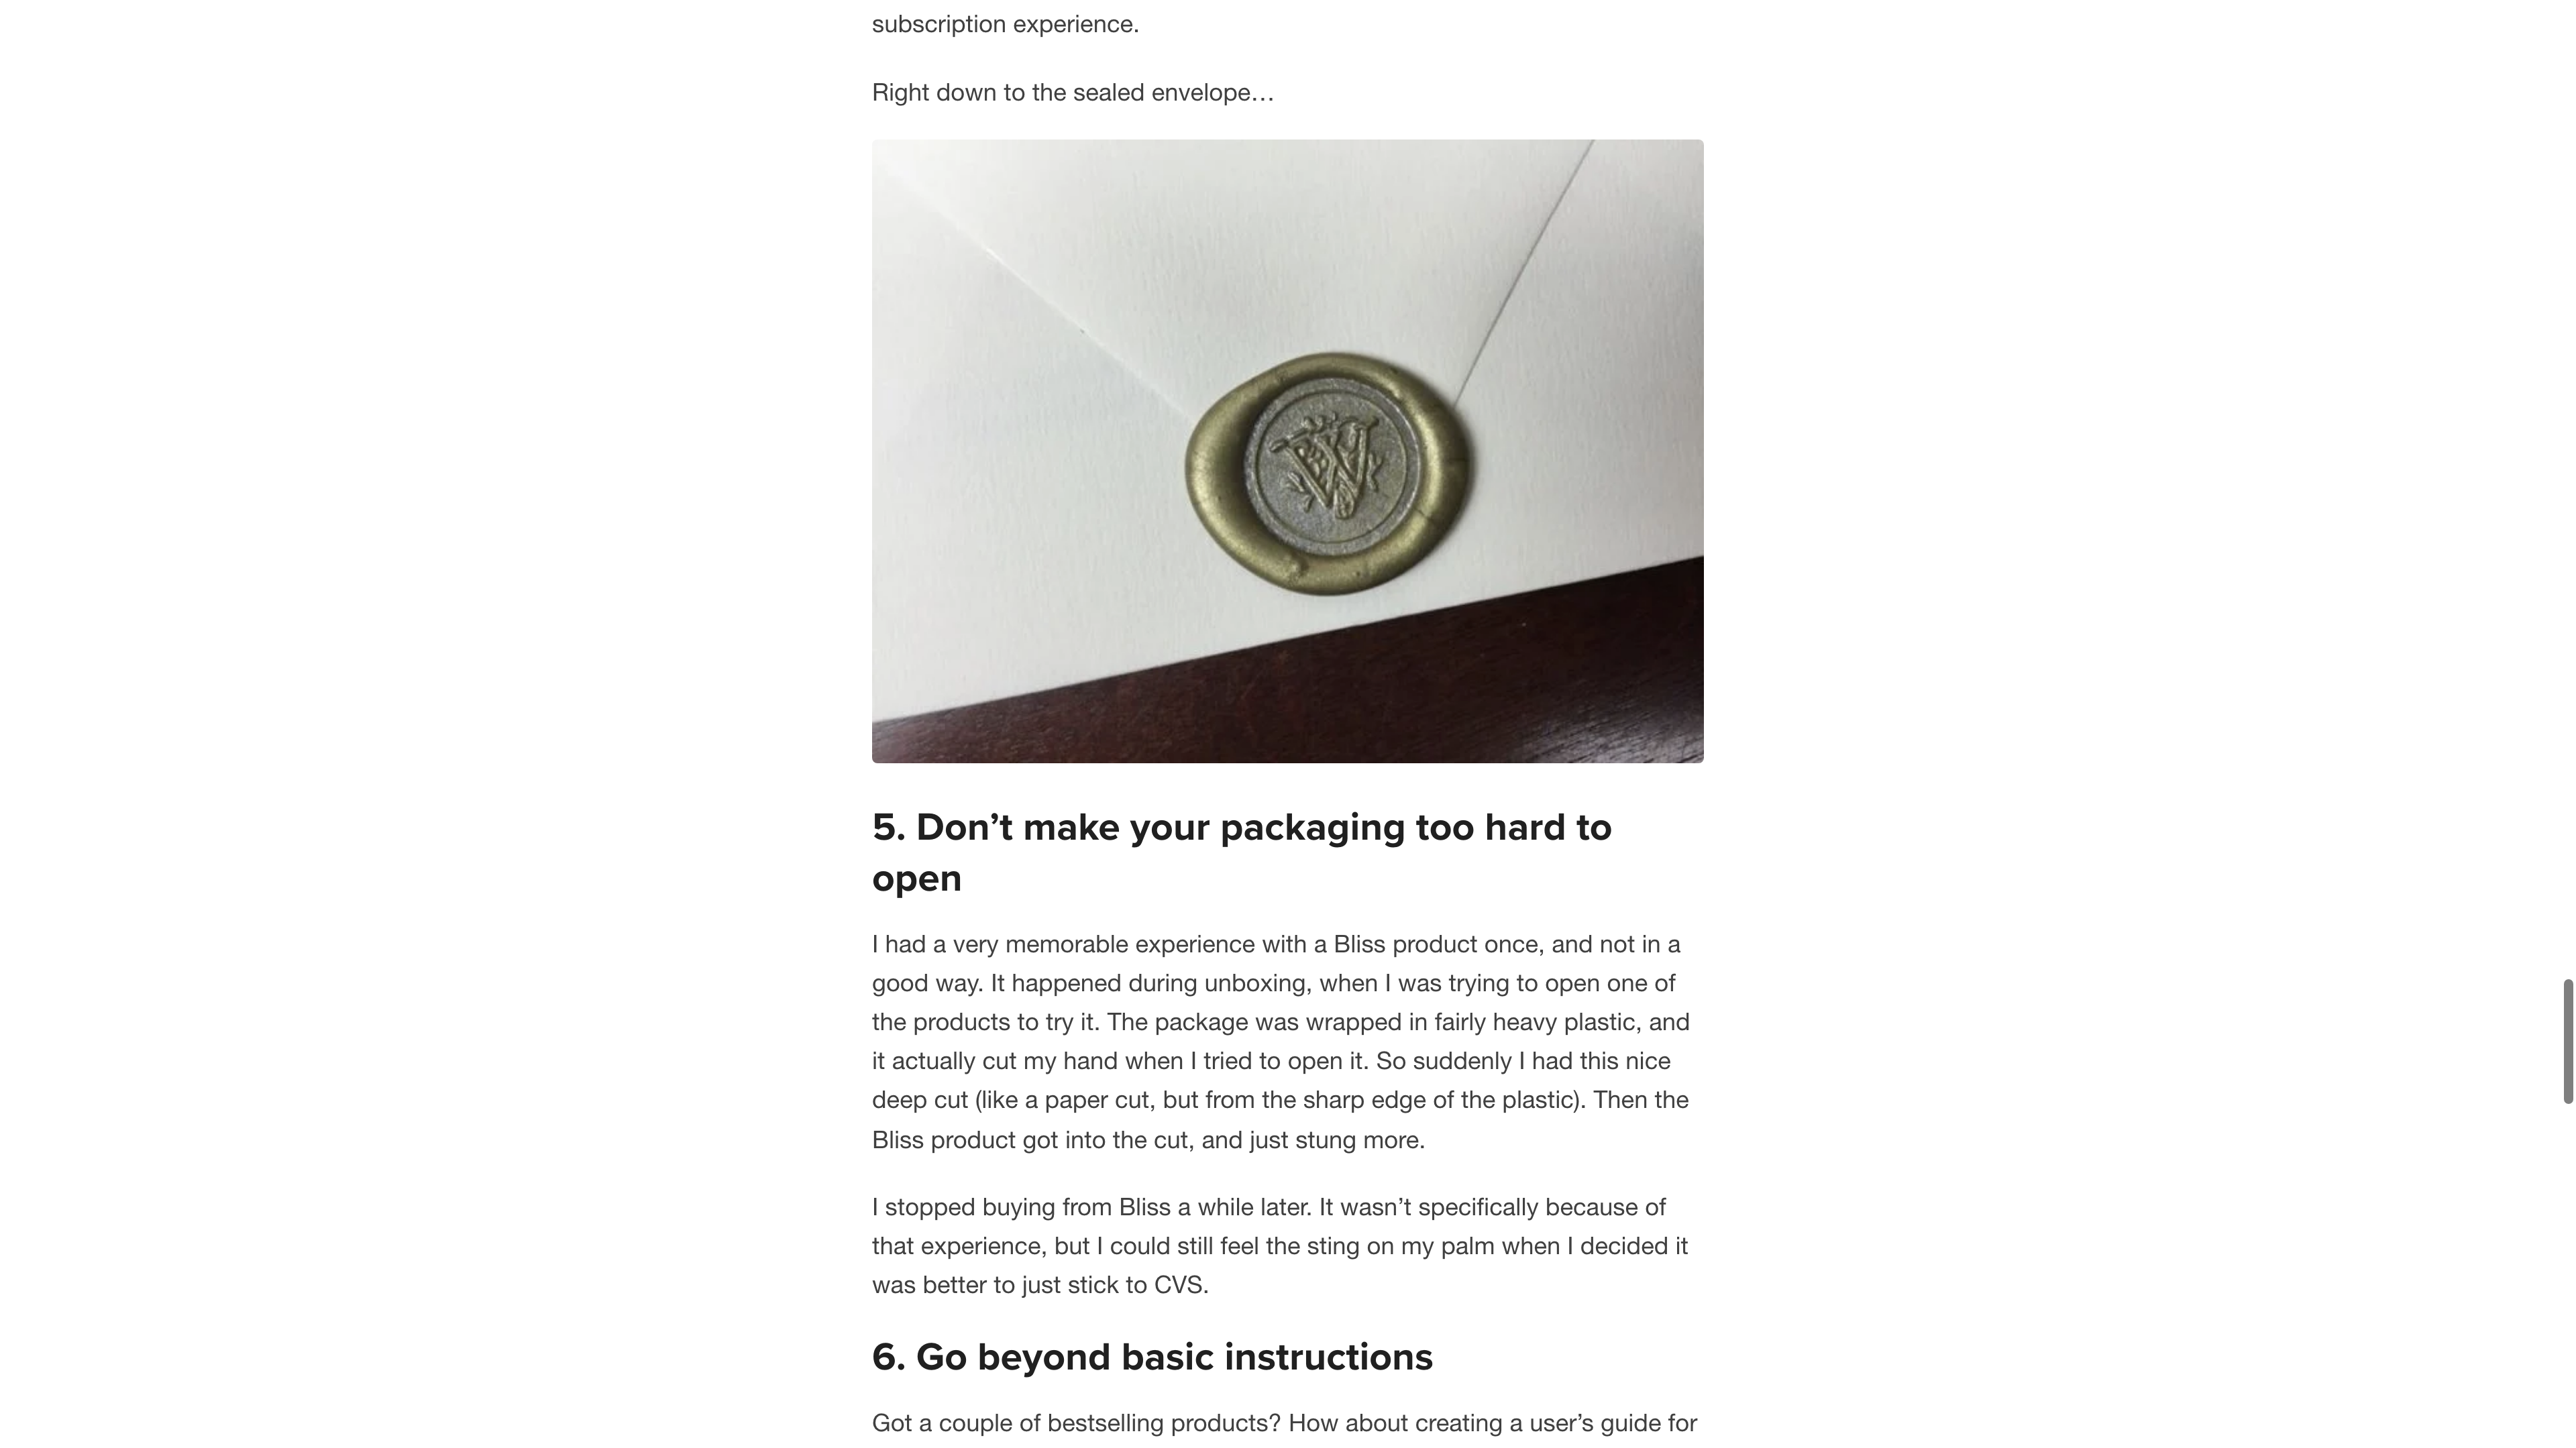 subscription experience.
Right down to the sealed envelope…
W
5. Don’t make your packaging too hard to
open
I had a very memorable experience with a Bliss product once, and not in a
good way. It happened during unboxing, when I was trying to open one of
the products to try it. The package was wrapped in fairly heavy plastic, and
it actually cut my hand when I tried to open it. So suddenly I had this nice
deep cut (like a paper cut, but from the sharp edge of the plastic). Then the
Bliss product got into the cut, and just stung more.
I stopped buying from Bliss a while later. It wasn’t specifically because of
that experience, but I could still feel the sting on my palm when I decided it
was better to just stick to CVS.
6. Go beyond basic instructions
Got a couple of bestselling products? How about creating a user’s guide for